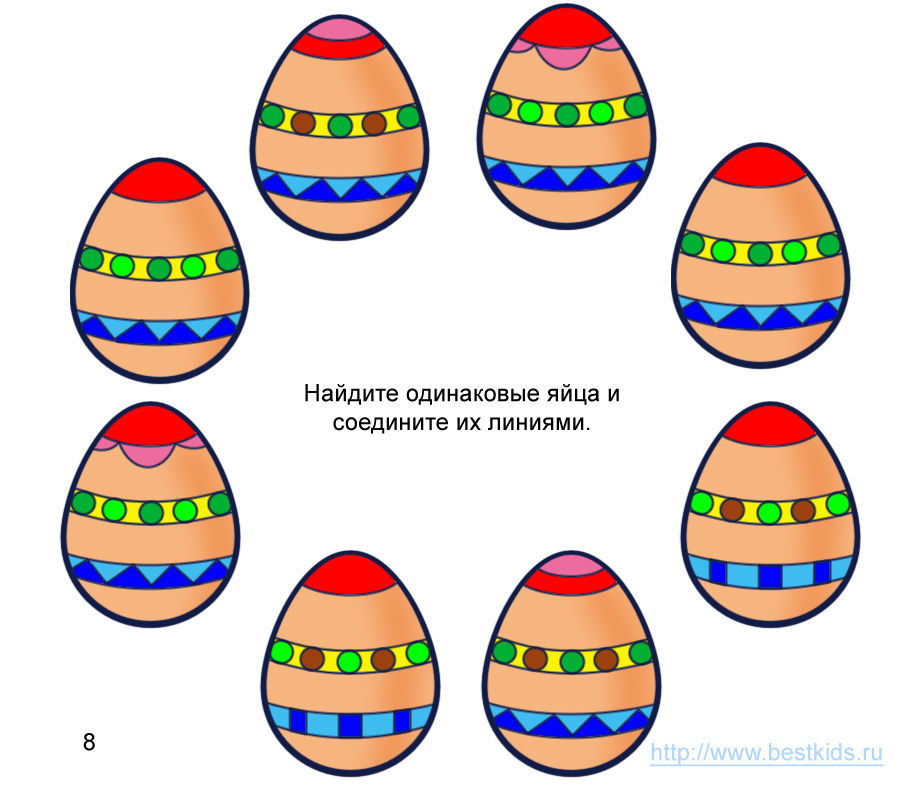 Найдите одинаковые яйца и
соедините их линиями.
8
http://www.bestkids.ru